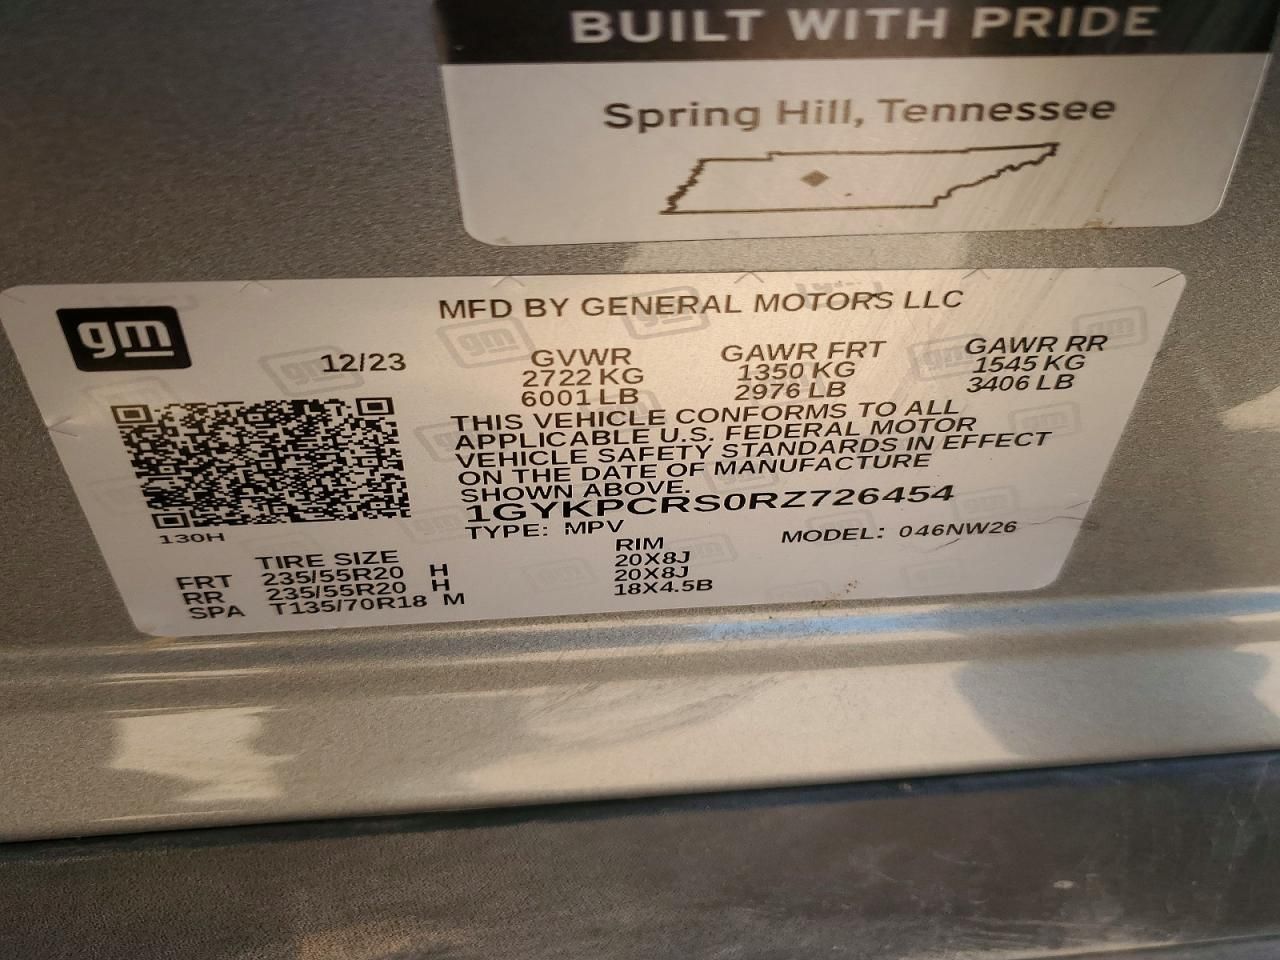 BUILT WITH PRIDE
Spring Hill, Tennessee
gm
MFD BY GENERAL MOTORS LLC
12/23
GVWR GAWR FRT GAWR RR
2722 KG 1350 KG 1545 KG
6001 LB 2976 LB 3406 LB
THIS VEHICLE CONFORMS TO ALL
APPLICABLE U.S. FEDERAL MOTOR
VEHICLE SAFETY STANDARDS IN EFFECT
ON THE DATE OF MANUFACTURE
SHOWN ABOVE.
1GYKPCRS0RZ726454
TYPE: MPV MODEL: 046NW26
130H
TIRE SIZE RIM
FRT 235/55R20 H 20X8J
RR 235/55R20 H 20X8J
SPA T135/70R18 M 18X4.5B